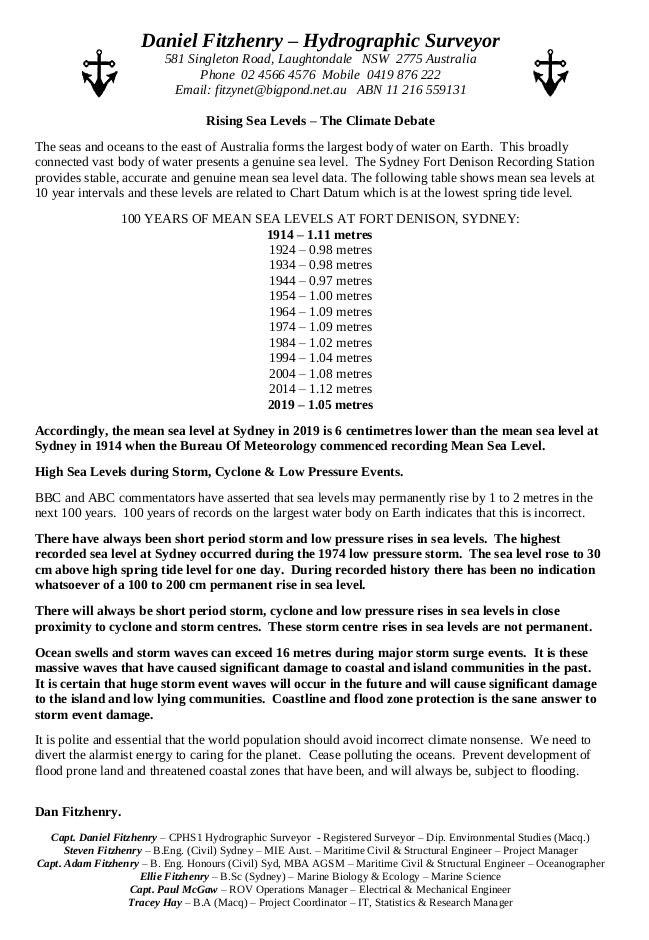 Daniel Fitzhenry – Hydrographic Surveyor
581 Singleton Road, Laughtondale NSW 2775 Australia
Phone 02 4566 4576 Mobile 0419 876 222
Email: fitzynet@bigpond.net.au ABN 11 216 559131
Rising Sea Levels – The Climate Debate
The seas and oceans to the east of Australia forms the largest body of water on Earth. This broadly
connected vast body of water presents a genuine sea level. The Sydney Fort Denison Recording Station
provides stable, accurate and genuine mean sea level data. The following table shows mean sea levels at
10 year intervals and these levels are related to Chart Datum which is at the lowest spring tide level.
100 YEARS OF MEAN SEA LEVELS AT FORT DENISON, SYDNEY:
1914 – 1.11 metres
1924 – 0.98 metres
1934 – 0.98 metres
1944 – 0.97 metres
1954 – 1.00 metres
1964 – 1.09 metres
1974 – 1.09 metres
1984 – 1.02 metres
1994 – 1.04 metres
2004 – 1.08 metres
2014 – 1.12 metres
2019 – 1.05 metres
Accordingly, the mean sea level at Sydney in 2019 is 6 centimetres lower than the mean sea level at
Sydney in 1914 when the Bureau Of Meteorology commenced recording Mean Sea Level.
High Sea Levels during Storm, Cyclone & Low Pressure Events.
BBC and ABC commentators have asserted that sea levels may permanently rise by 1 to 2 metres in the
next 100 years. 100 years of records on the largest water body on Earth indicates that this is incorrect.
There have always been short period storm and low pressure rises in sea levels. The highest
recorded sea level at Sydney occurred during the 1974 low pressure storm. The sea level rose to 30
cm above high spring tide level for one day. During recorded history there has been no indication
whatsoever of a 100 to 200 cm permanent rise in sea level.
There will always be short period storm, cyclone and low pressure rises in sea levels in close
proximity to cyclone and storm centres. These storm centre rises in sea levels are not permanent.
Ocean swells and storm waves can exceed 16 metres during major storm surge events. It is these
massive waves that have caused significant damage to coastal and island communities in the past.
It is certain that huge storm event waves will occur in the future and will cause significant damage
to the island and low lying communities. Coastline and flood zone protection is the sane answer to
storm event damage.
It is polite and essential that the world population should avoid incorrect climate nonsense. We need to
divert the alarmist energy to caring for the planet. Cease polluting the oceans. Prevent development of
flood prone land and threatened coastal zones that have been, and will always be, subject to flooding.
Dan Fitzhenry.
Capt. Daniel Fitzhenry – CPHS1 Hydrographic Surveyor - Registered Surveyor – Dip. Environmental Studies (Macq.)
Steven Fitzhenry – B.Eng. (Civil) Sydney – MIE Aust. – Maritime Civil & Structural Engineer – Project Manager
Capt. Adam Fitzhenry – B. Eng. Honours (Civil) Syd, MBA AGSM – Maritime Civil & Structural Engineer – Oceanographer
Ellie Fitzhenry – B.Sc (Sydney) – Marine Biology & Ecology – Marine Science
Capt. Paul McGaw – ROV Operations Manager – Electrical & Mechanical Engineer
Tracey Hay – B.A (Macq) – Project Coordinator – IT, Statistics & Research Manager